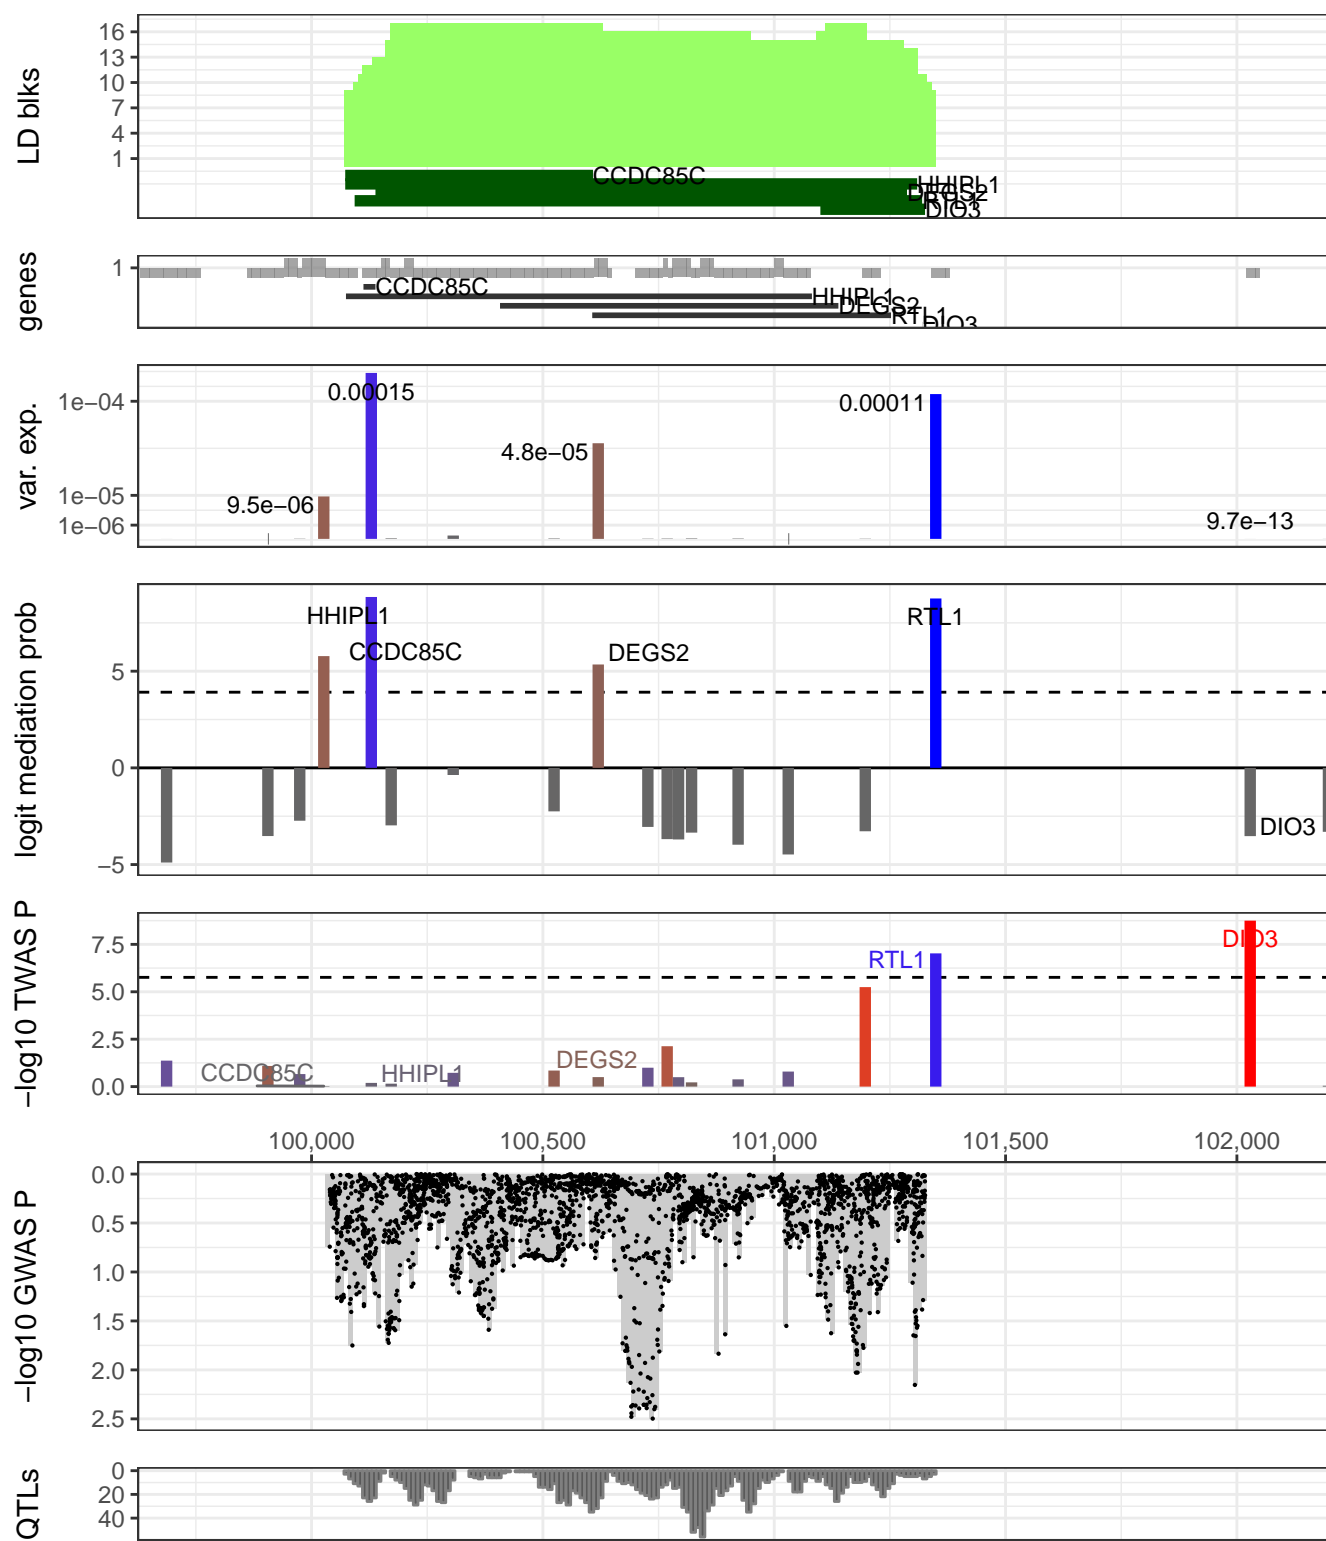 LD blks
16
13
10
7
4
1
CCDC85C
HHIPL1
DEGS2
RTL1
DIO3
genes
1
CCDC85C
HHIPL1
DEGS2
RTL1
DIO3
var. exp.
1e−04
1e−05
1e−06
0.00015
0.00011
4.8e−05
9.5e−06
9.7e−13
logit mediation prob
5
0
−5
HHIPL1
RTL1
CCDC85C
DEGS2
DIO3
−log10 TWAS P
7.5
5.0
2.5
0.0
DIO3
RTL1
DEGS2
CCDC85C
HHIPL1
100,000 100,500 101,000 101,500 102,000
−log10 GWAS P
0.0
0.5
1.0
1.5
2.0
2.5
QTLs
0
20
40